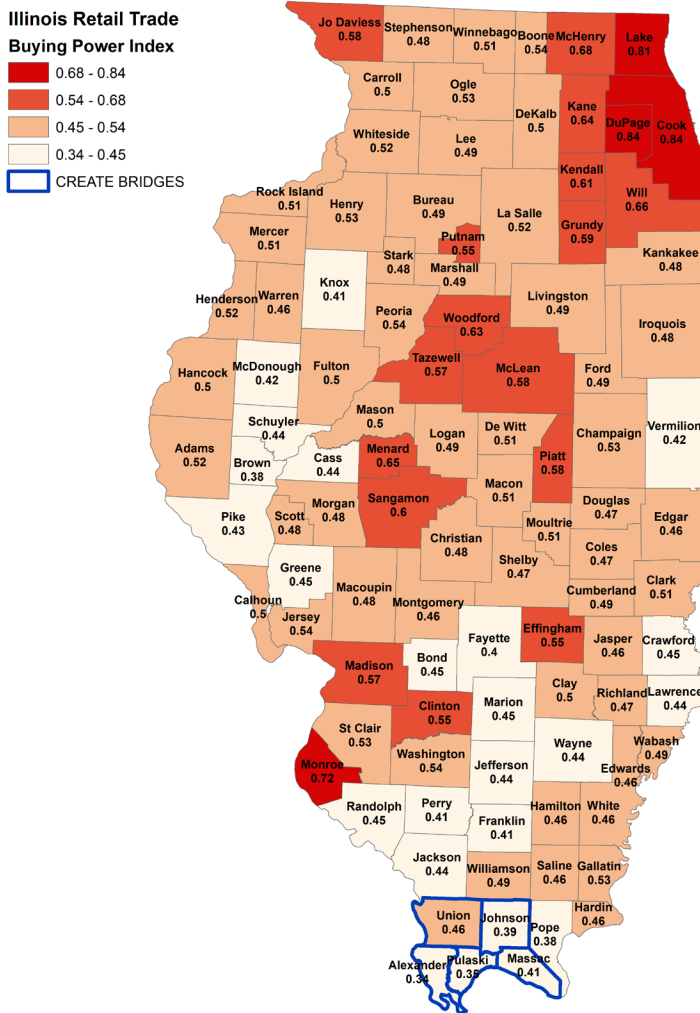 Illinois Retail Trade
Buying Power Index
0.68 - 0.84
0.54 - 0.68
0.45 - 0.54
0.34 - 0.45
CREATE BRIDGES
Jo Daviess
0.58
Stephenson
0.48
Winnebago
0.51
Boone
0.54
McHenry
0.68
Lake
0.81
Carroll
0.5
Ogle
0.53
DeKalb
0.5
Kane
0.64
DuPage
0.84
Cook
0.84
Whiteside
0.52
Lee
0.49
Kendall
0.61
Will
0.66
Rock Island
0.51
Henry
0.53
Bureau
0.49
La Salle
0.52
Grundy
0.59
Mercer
0.51
Putnam
0.55
Kankakee
0.48
Stark
0.48
Marshall
0.49
Knox
0.41
Henderson
0.52
Warren
0.46
Peoria
0.54
Woodford
0.63
Livingston
0.49
Iroquois
0.48
Hancock
0.5
McDonough
0.42
Fulton
0.5
Tazewell
0.57
McLean
0.58
Ford
0.49
Schuyler
0.44
Mason
0.5
Logan
0.49
De Witt
0.51
Champaign
0.53
Vermilion
0.42
Adams
0.52
Brown
0.38
Cass
0.44
Menard
0.65
Piatt
0.58
Macon
0.51
Pike
0.43
Scott
0.48
Morgan
0.48
Sangamon
0.6
Christian
0.48
Moultrie
0.51
Douglas
0.47
Edgar
0.46
Coles
0.47
Greene
0.45
Macoupin
0.48
Montgomery
0.46
Shelby
0.47
Cumberland
0.49
Clark
0.51
Calhoun
0.5
Jersey
0.54
Fayette
0.4
Effingham
0.55
Jasper
0.46
Crawford
0.45
Madison
0.57
Bond
0.45
Clay
0.5
Richland
0.47
Lawrence
0.44
Clinton
0.55
Marion
0.45
St Clair
0.53
Washington
0.54
Wayne
0.44
Wabash
0.49
Edwards
0.46
Monroe
0.72
Jefferson
0.44
Randolph
0.45
Perry
0.41
Franklin
0.41
Hamilton
0.46
White
0.46
Jackson
0.44
Williamson
0.49
Saline
0.46
Gallatin
0.53
Union
0.46
Johnson
0.39
Pope
0.38
Hardin
0.46
Alexander
0.34
Pulaski
Massac
0.41